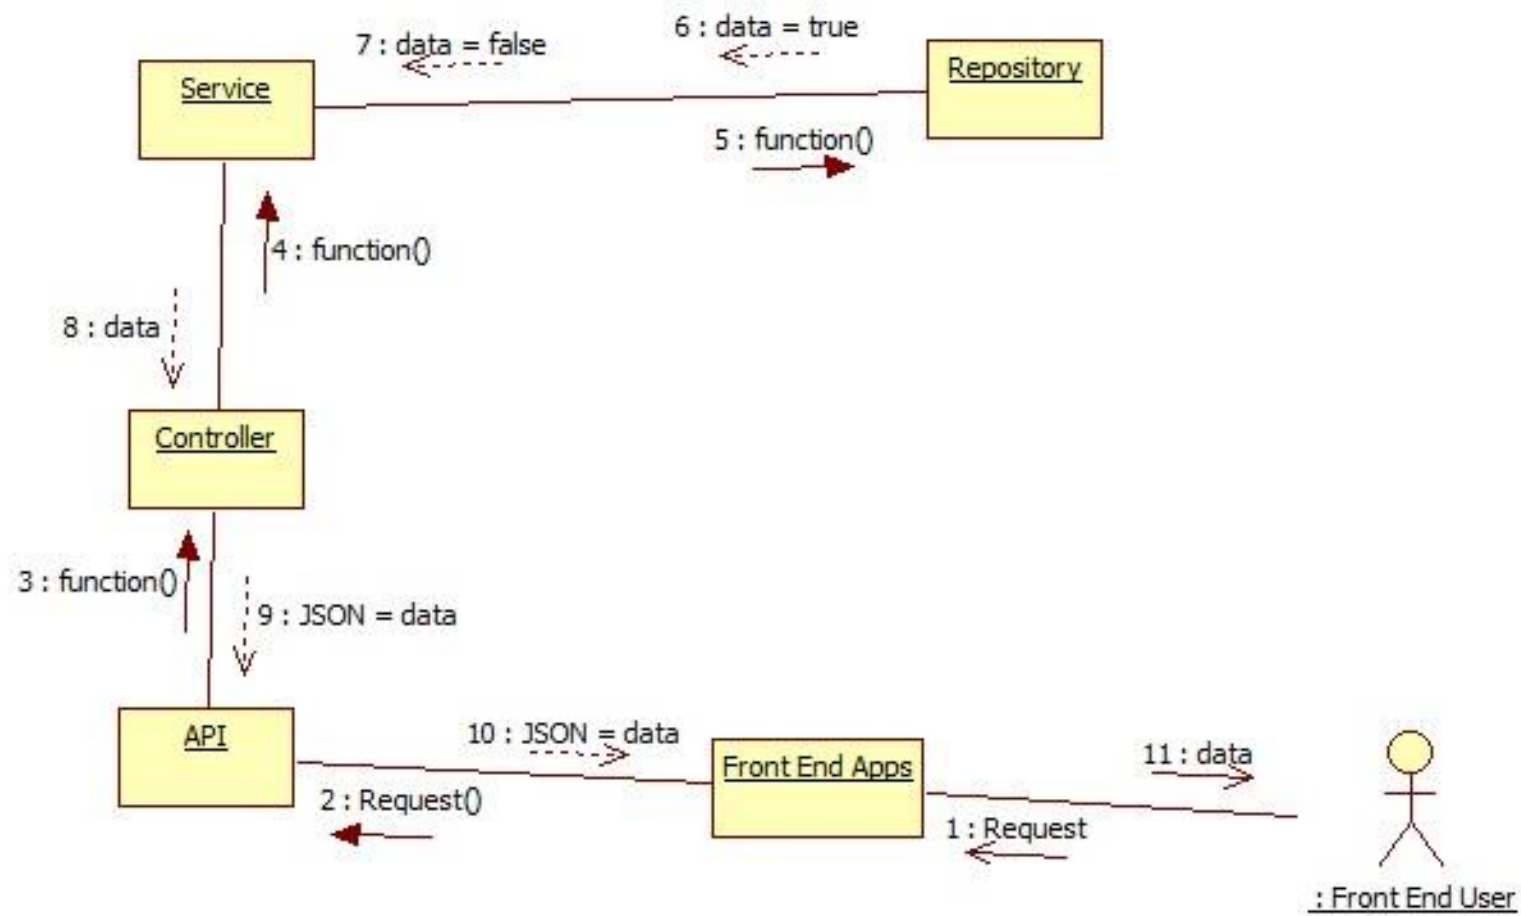 6 : data = true
7 : data = false
Repository
Service
5 : function()
4 : function()
8 : data
Controller
3 : function()
9 : JSON = data
API
10 : JSON = data
Front End Apps
11 : data
2 : Request()
1 : Request
: Front End User